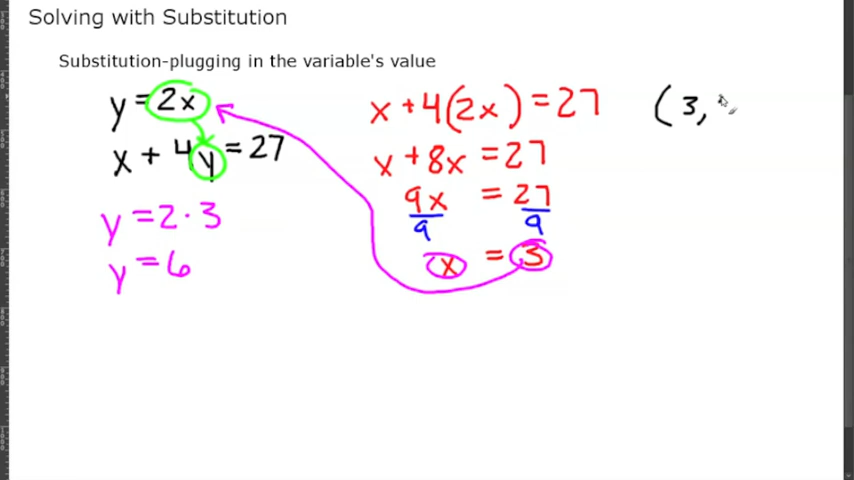 Solving with Substitution
Substitution-plugging in the variable's value
y = 2x
x + 4y = 27
y = 2 · 3
y = 6
x + 4(2x) = 27
x + 8x = 27
9x = 27
9 9
x = 3
(3,